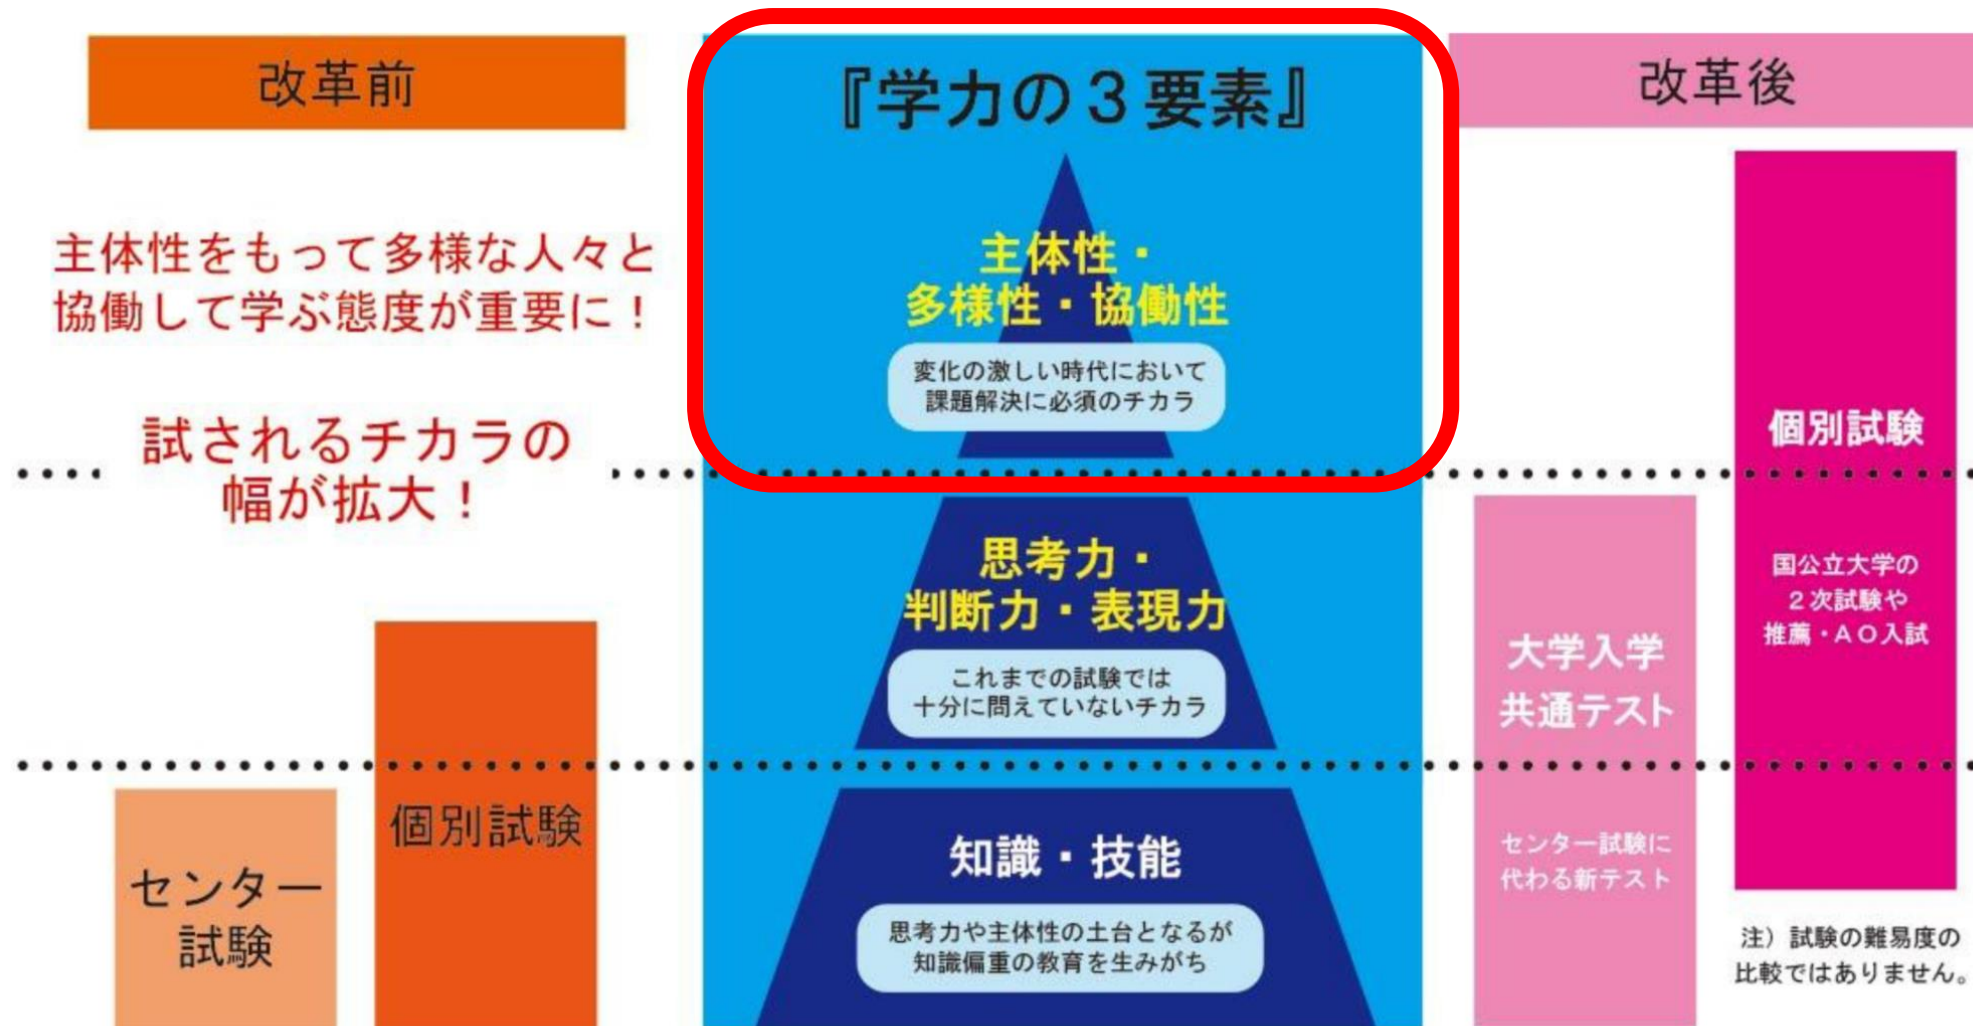 改革前
主体性をもって多様な人々と
協働して学ぶ態度が重要に！
試されるチカラの
幅が拡大！
センター
試験
個別試験
『学力の３要素』
主体性・
多様性・協働性
変化の激しい時代において
課題解決に必須のチカラ
思考力・
判断力・表現力
これまでの試験では
十分に問えていないチカラ
知識・技能
思考力や主体性の土台となるが
知識偏重の教育を生みがち
改革後
大学入学
共通テスト
センター試験に
代わる新テスト
個別試験
国公立大学の
２次試験や
推薦・ＡＯ入試
注）試験の難易度の
比較ではありません。